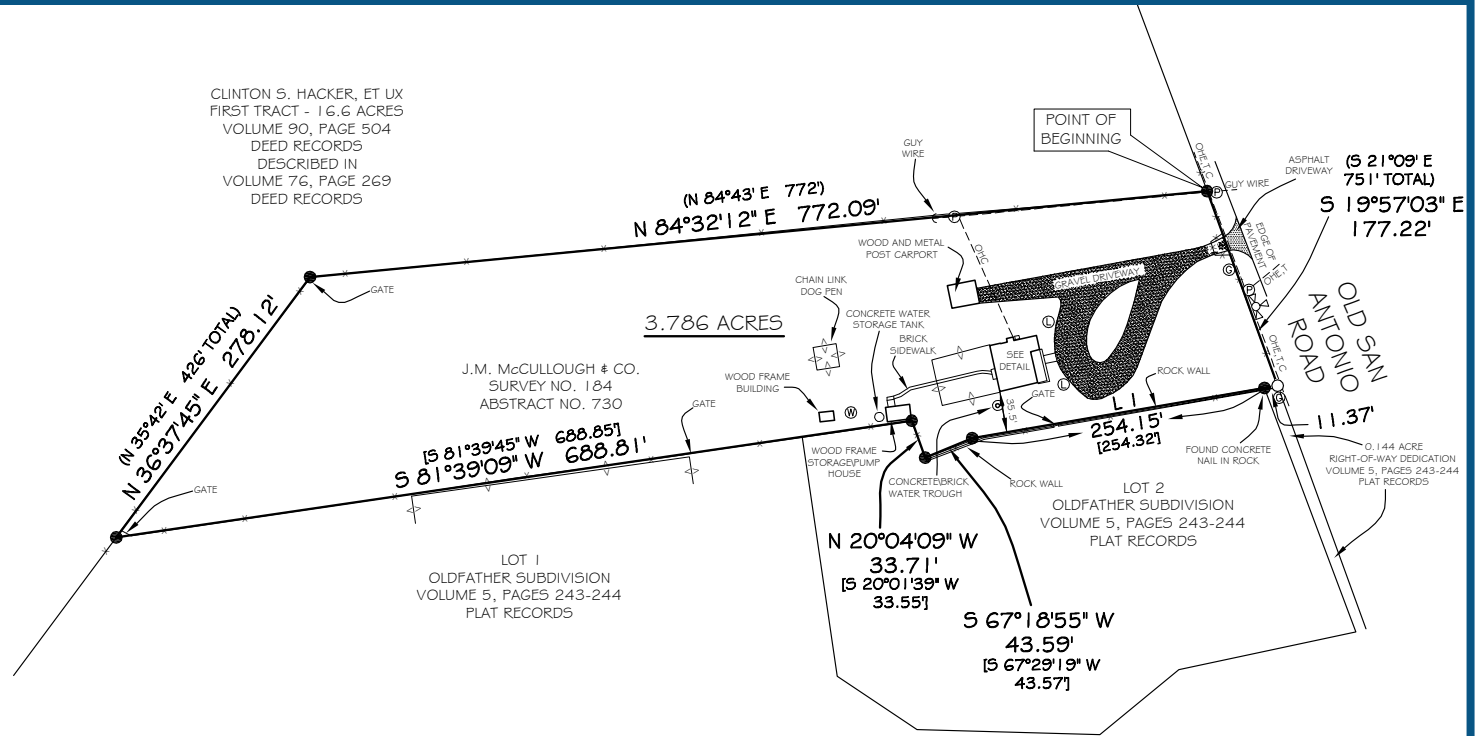 CLINTON S. HACKER, ET UX
FIRST TRACT - 16.6 ACRES
VOLUME 90, PAGE 504
DEED RECORDS
DESCRIBED IN
VOLUME 76, PAGE 269
DEED RECORDS
POINT OF
BEGINNING
GUY
WIRE
OHE,T,C
GUY WIRE
P
ASPHALT
DRIVEWAY
(S 21°09' E
751' TOTAL)
S 19°57'03" E
177.22'
(N 84°43' E 772')
N 84°32'12" E 772.09'
P
OHC
WOOD AND METAL
POST CARPORT
GRAVEL DRIVEWAY
EDGE OF
PAVEMENT
OHE,T
G
P
OLD SAN
ANTONIO
ROAD
GATE
(N 35°42' E 426' TOTAL)
N 36°37'45" E 278.12'
CHAIN LINK
DOG PEN
3.786 ACRES
CONCRETE WATER
STORAGE TANK
BRICK
SIDEWALK
L
SEE
DETAIL
OHE,T,C
J.M. McCULLOUGH & CO.
SURVEY NO. 184
ABSTRACT NO. 730
WOOD FRAME
BUILDING
W
GATE
L
ROCK WALL
GATE
35.5'
L1
254.15'
[254.32']
G
11.37'
[S 81°39'45" W 688.85']
S 81°39'09" W 688.81'
WOOD FRAME
STORAGE/PUMP
HOUSE
CONCRETE/BRICK
WATER TROUGH
ROCK WALL
FOUND CONCRETE
NAIL IN ROCK
0.144 ACRE
RIGHT-OF-WAY DEDICATION
VOLUME 5, PAGES 243-244
PLAT RECORDS
GATE
LOT 2
OLDFATHER SUBDIVISION
VOLUME 5, PAGES 243-244
PLAT RECORDS
N 20°04'09" W
33.71'
[S 20°01'39" W
33.55']
LOT 1
OLDFATHER SUBDIVISION
VOLUME 5, PAGES 243-244
PLAT RECORDS
S 67°18'55" W
43.59'
[S 67°29'19" W
43.57']